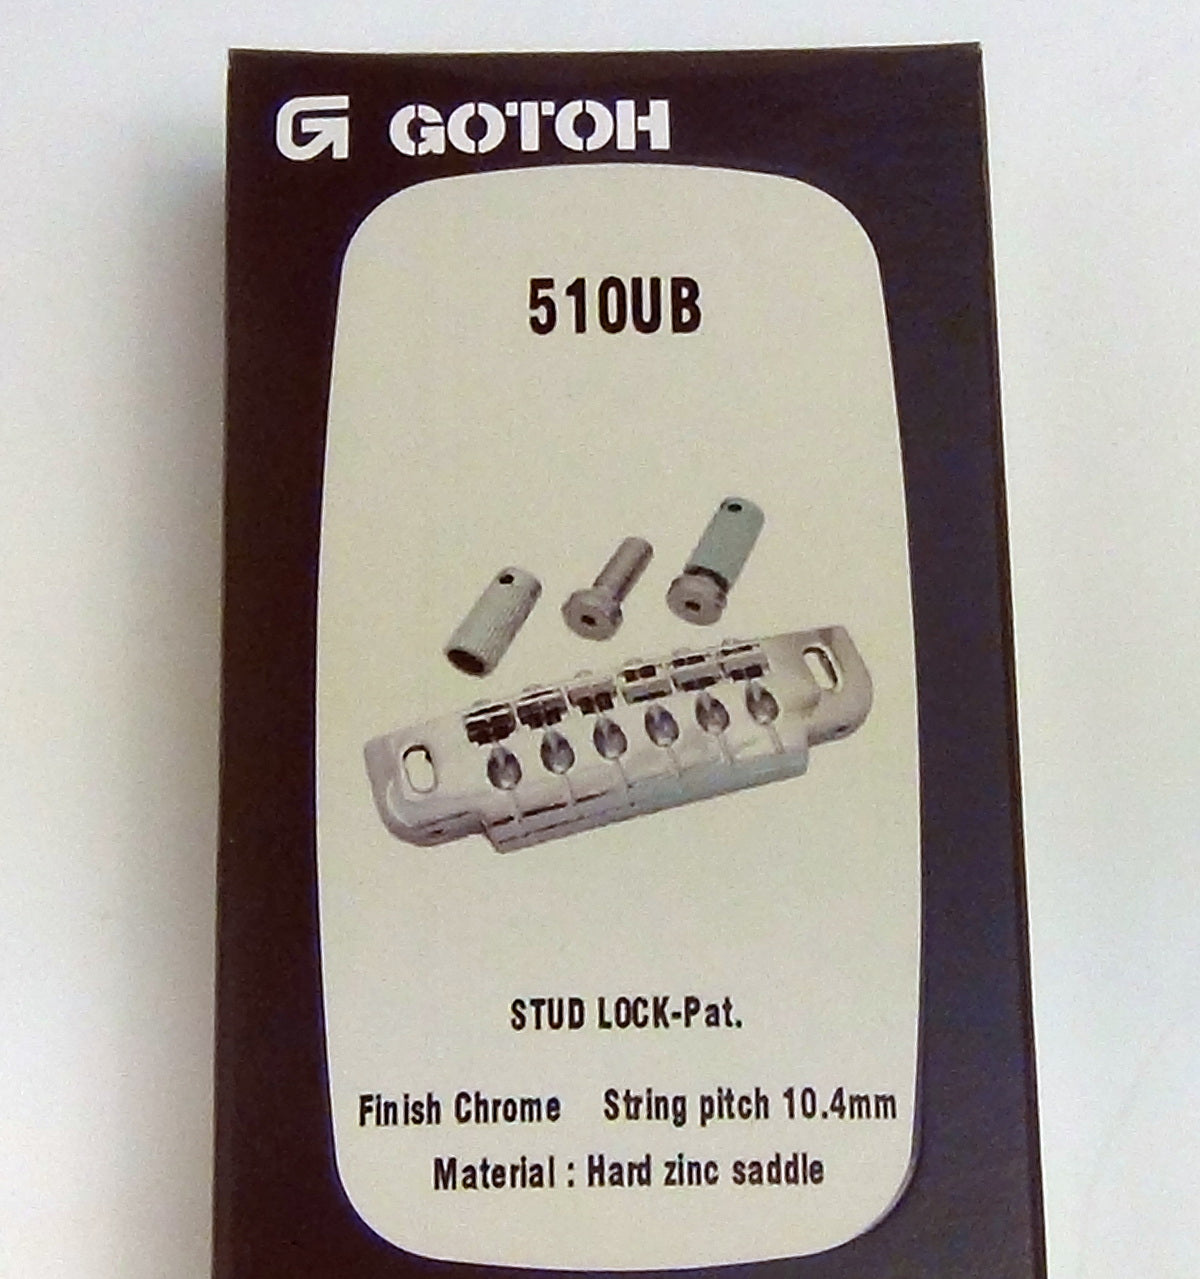 GOTOH
510UB
STUD LOCK-Pat.
Finish Chrome String pitch 10.4mm
Material : Hard zinc saddle